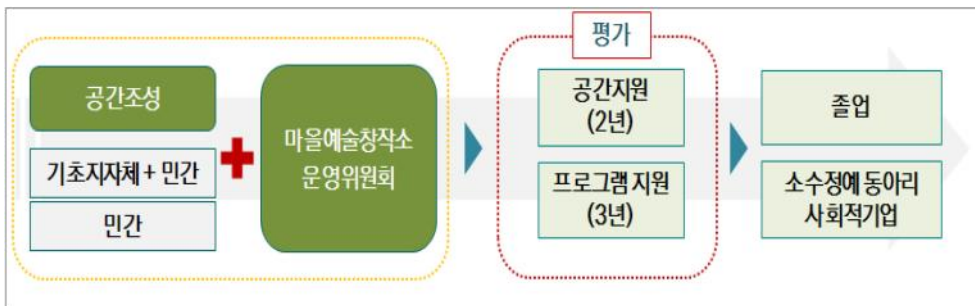 평가
공간조성
기초지자체 + 민간
민간
마을예술창작소
운영위원회
공간지원
(2년)
프로그램 지원
(3년)
졸업
소수정예 동아리
사회적기업